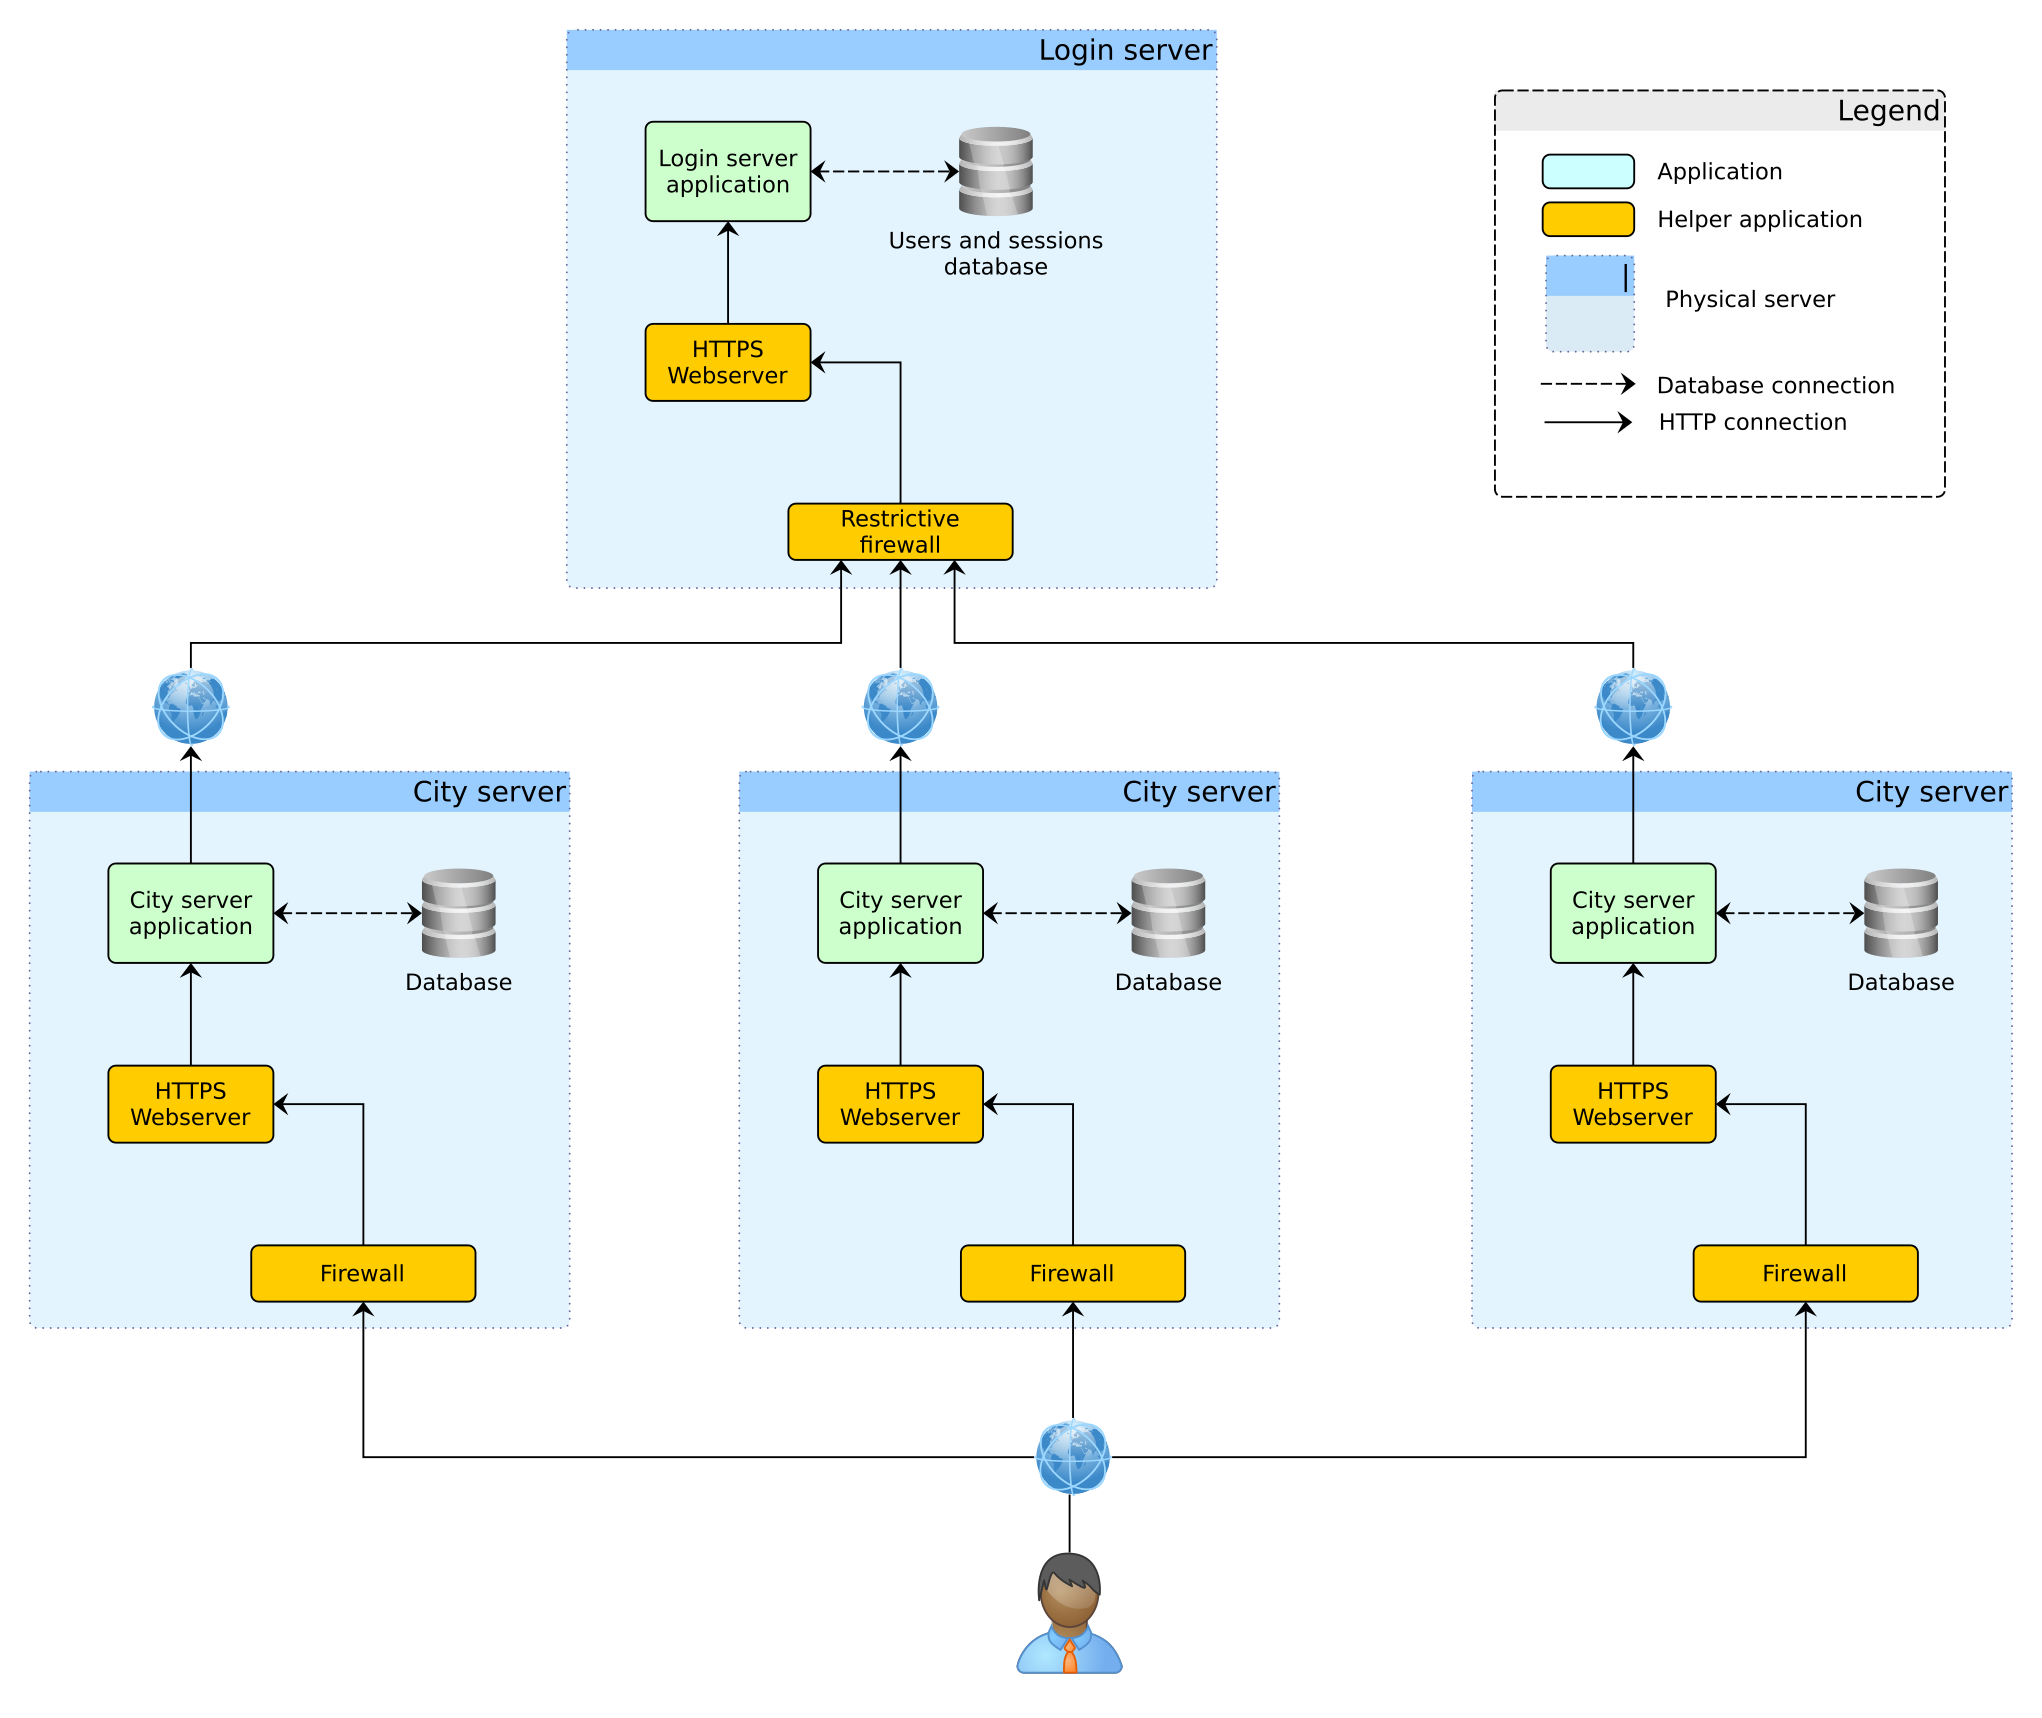 Login server
Login server
application
Users and sessions
database
HTTPS
Webserver
Restrictive
firewall
Legend
Application
Helper application
Physical server
Database connection
HTTP connection
City server
City server
application
Database
HTTPS
Webserver
Firewall
City server
City server
application
Database
HTTPS
Webserver
Firewall
City server
City server
application
Database
HTTPS
Webserver
Firewall